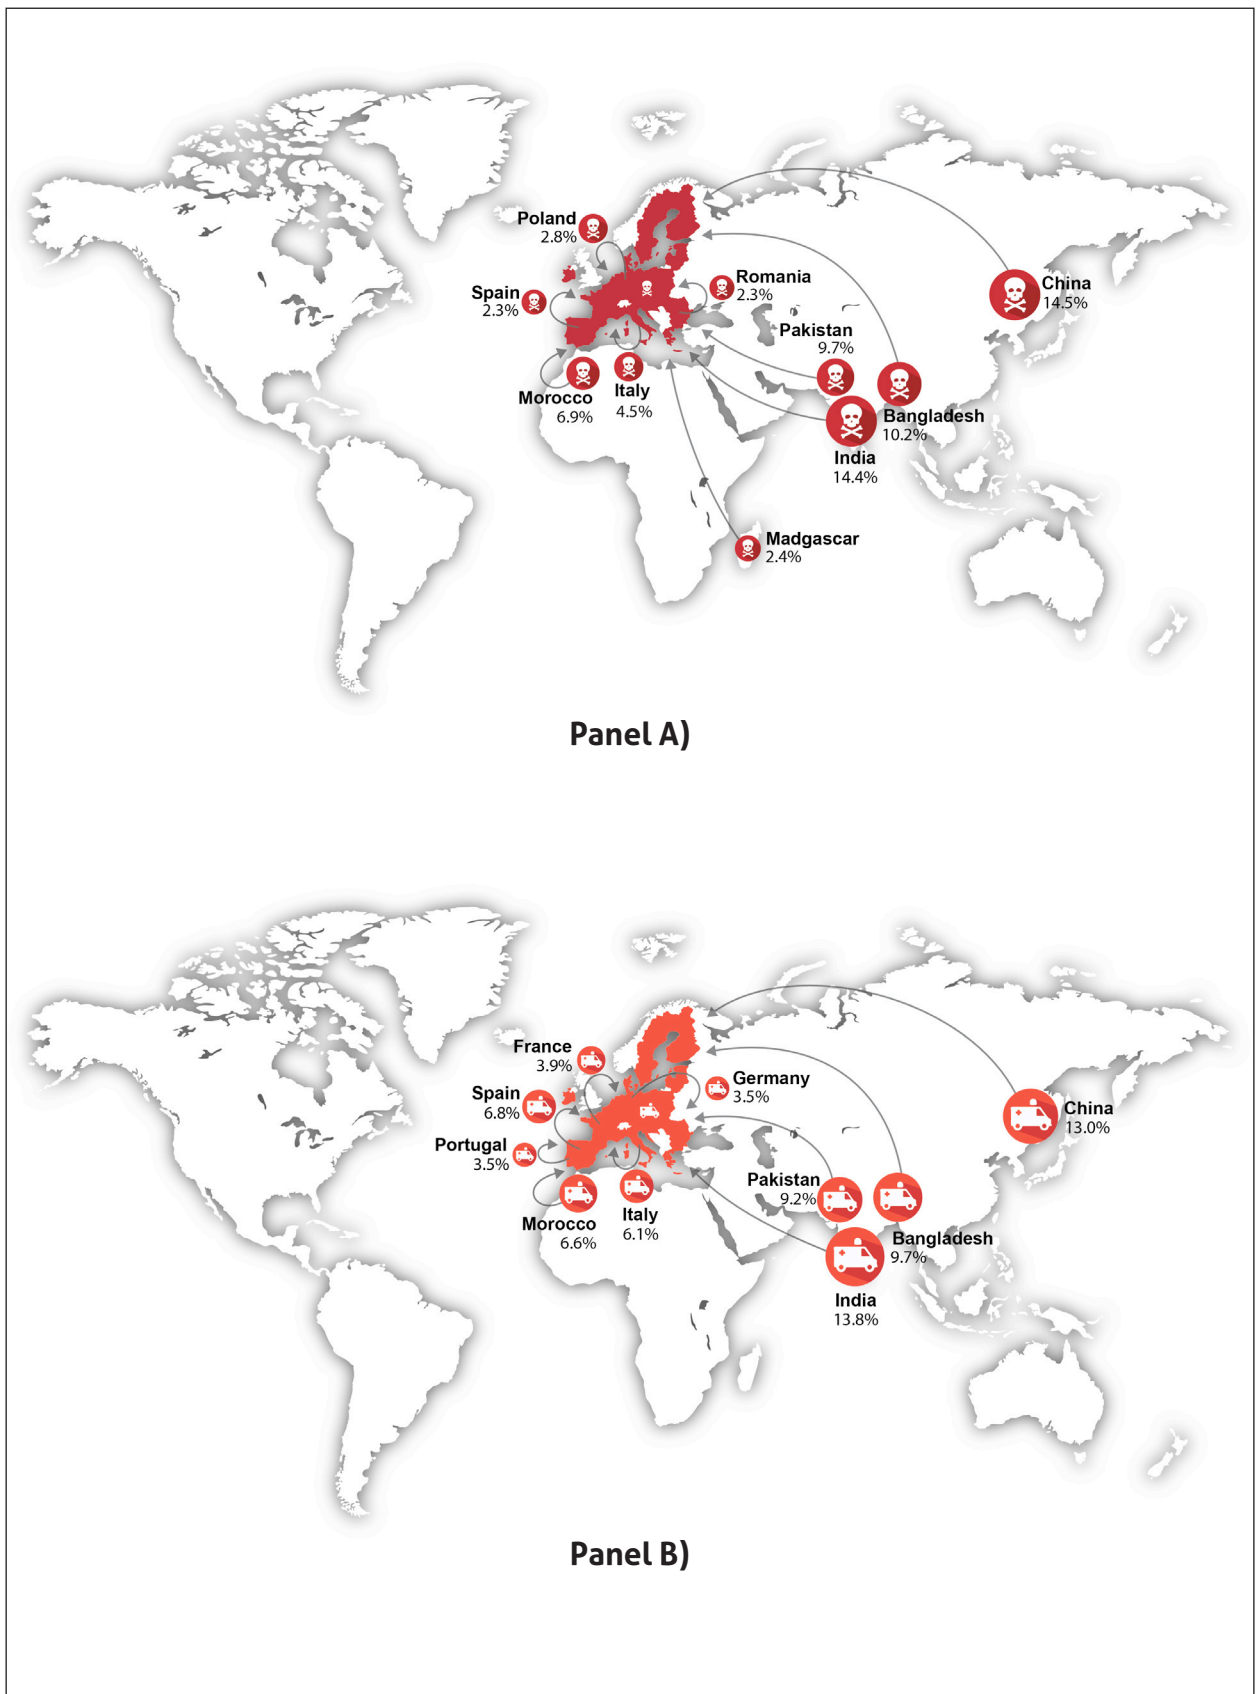 Poland
2.8%
Romania
2.3%
Spain
2.3%
China
14.5%
Pakistan
9.7%
Morocco
6.9%
Italy
4.5%
Bangladesh
10.2%
India
14.4%
Madgascar
2.4%
Panel A)
France
3.9%
Germany
3.5%
Spain
6.8%
China
13.0%
Portugal
3.5%
Pakistan
9.2%
Morocco
6.6%
Italy
6.1%
Bangladesh
9.7%
India
13.8%
Panel B)